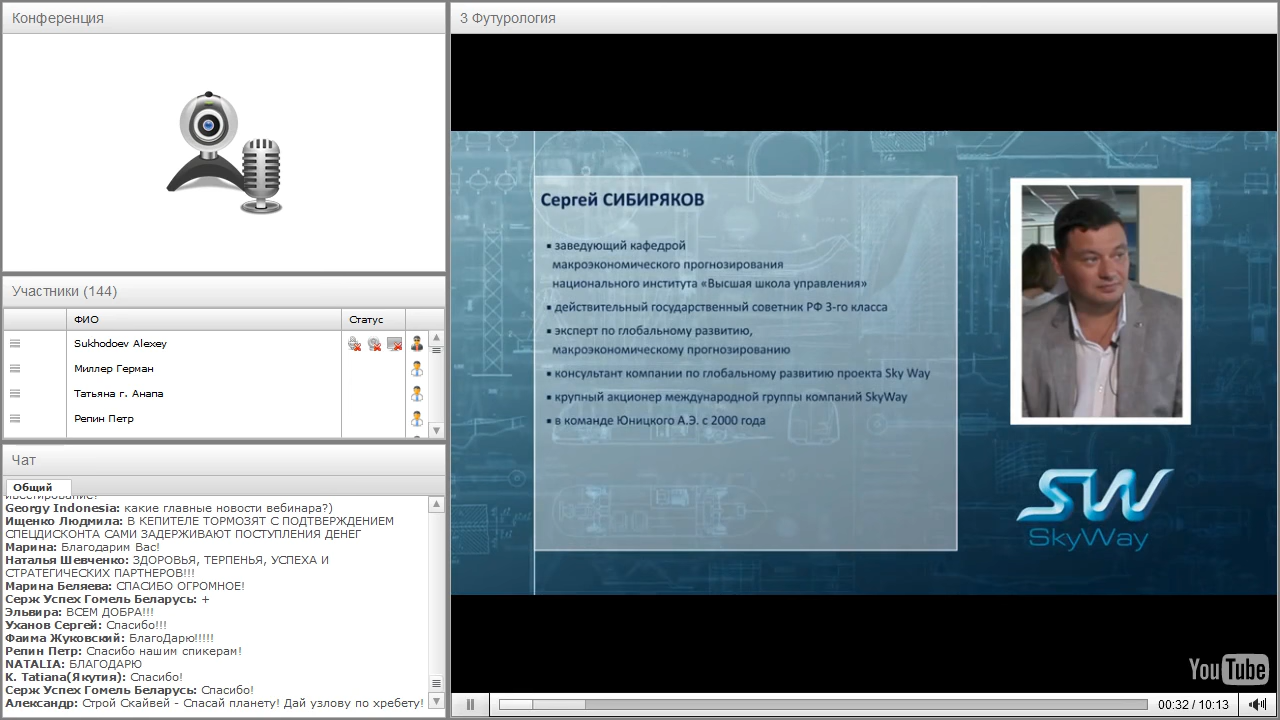 Конференция
Участники (144)
ФИО
Статус
Sukhodoev Alexey
Миллер Герман
Татьяна г. Анапа
Репин Петр
Чат
Общий
Georgy Indonesia: какие главные новости вебинара?)
Ищенко Людмила: В КЕПИТЕЛЕ ТОРМОЗЯТ С ПОДТВЕРЖДЕНИЕМ
СПЕЦДИСКОНТА САМИ ЗАДЕРЖИВАЮТ ПОСТУПЛЕНИЯ ДЕНЕГ
Марина: Благодарим Вас!
Наталья Шевченко: ЗДОРОВЬЯ, ТЕРПЕНЬЯ, УСПЕХА И
СТРАТЕГИЧЕСКИХ ПАРТНЕРОВ!!!
Марина Беляева: СПАСИБО ОГРОМНОЕ!
Серж Успех Гомель Беларусь: +
Эльвира: ВСЕМ ДОБРА!!!
Уханов Сергей: Спасибо!!!
Фаима Жуковский: БлагоДарю!!!!!
Репин Петр: Спасибо нашим спикерам!
NATALIA: БЛАГОДАРЮ
K. Tatiana(Якутия): Спасибо!
Серж Успех Гомель Беларусь: Спасибо!
Александр: Строй Скайвей - Спасай планету! Дай узлову по хребету!
3 Футурология
Сергей СИБИРЯКОВ
▪ заведующий кафедрой
макроэкономического прогнозирования
национального института «Высшая школа управления»
▪ действительный государственный советник РФ 3-го класса
▪ эксперт по глобальному развитию,
макроэкономическому прогнозированию
▪ консультант компании по глобальному развитию проекта Sky Way
▪ крупный акционер международной группы компаний SkyWay
▪ в команде Юницкого А.Э. с 2000 года
SW
SkyWay
YouTube
00:32 / 10:13